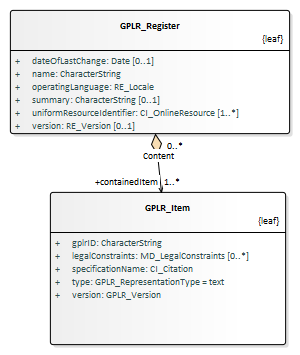 GPLR_Register
{leaf}
+ dateOfLastChange: Date [0..1]
+ name: CharacterString
+ operatingLanguage: RE_Locale
+ summary: CharacterString [0..1]
+ uniformResourceIdentifier: CI_OnlineResource [1..*]
+ version: RE_Version [0..1]
0..*
Content
+containedItem 1..*
GPLR_Item
{leaf}
+ gplrID: CharacterString
+ legalConstraints: MD_LegalConstraints [0..*]
+ specificationName: CI_Citation
+ type: GPLR_RepresentationType = text
+ version: GPLR_Version